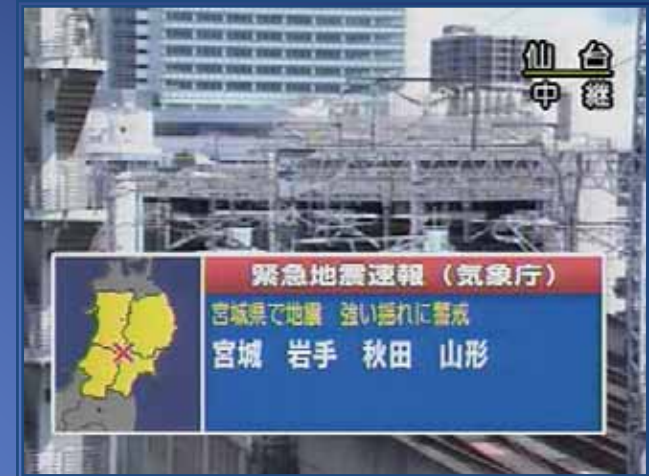 仙台
中継
緊急地震速報（気象庁）
宮城県で地震 強い揺れに警戒
宮城 岩手 秋田 山形